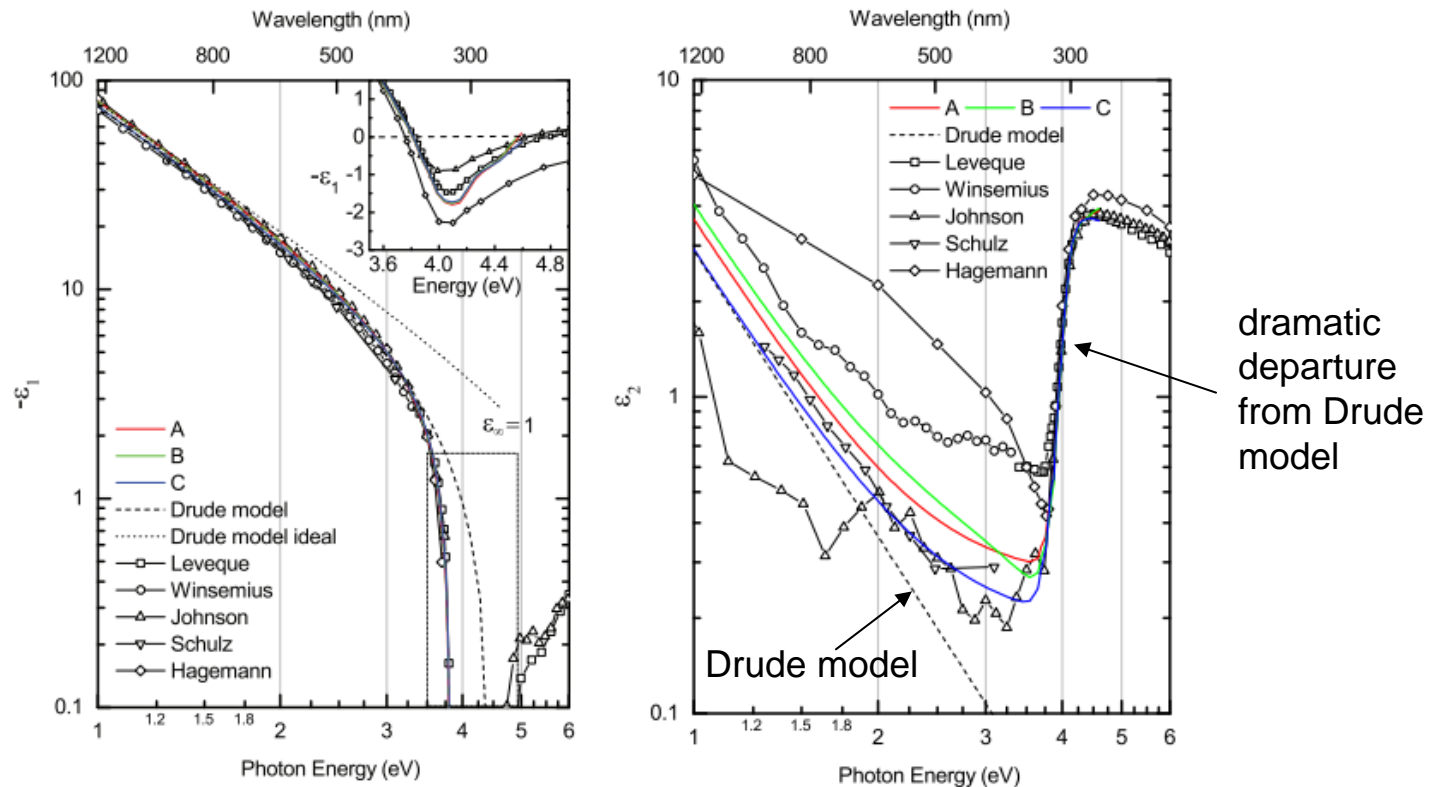 Wavelength (nm)
1200 800 500 300
100
10
1
0.1
-ε₁
1
0
-1
-2
-3
-ε₁
3.6 4.0 4.4 4.8
Energy (eV)
ε∞=1
A
B
C
Drude model
Drude model ideal
Leveque
Winsemius
Johnson
Schulz
Hagemann
1 1.2 1.5 1.8 2 3 4 5 6
Photon Energy (eV)
Wavelength (nm)
1200 800 500 300
10
1
0.1
ε₂
A B C
Drude model
Leveque
Winsemius
Johnson
Schulz
Hagemann
Drude model
1 1.2 1.5 1.8 2 3 4 5 6
Photon Energy (eV)
dramatic
departure
from Drude
model